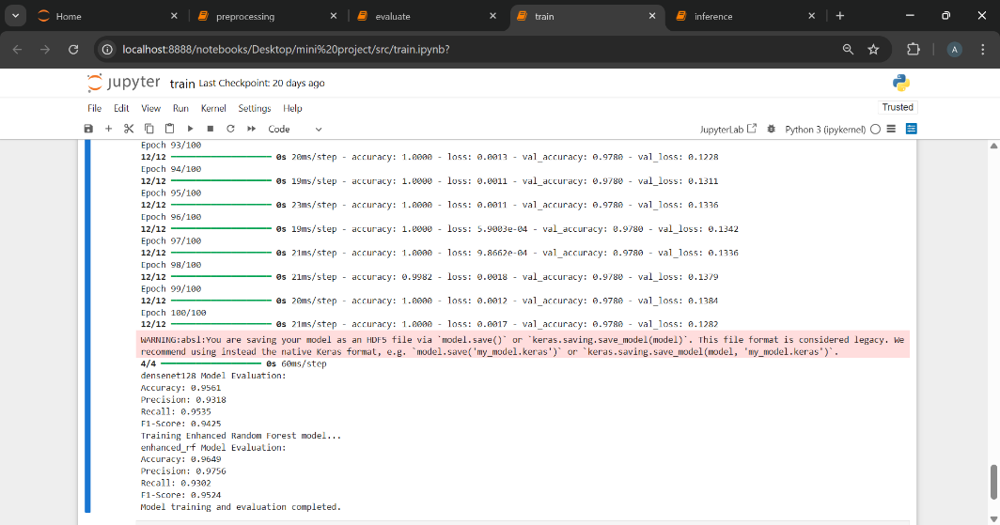 Home
preprocessing
evaluate
train
inference
localhost:8888/notebooks/Desktop/mini%20project/src/train.ipynb?
A
jupyter train Last Checkpoint: 20 days ago
File Edit View Run Kernel Settings Help
Trusted
Code
JupyterLab
Python 3 (ipykernel)
Epoch 93/100
12/12 0s 20ms/step - accuracy: 1.0000 - loss: 0.0013 - val_accuracy: 0.9780 - val_loss: 0.1228
Epoch 94/100
12/12 0s 19ms/step - accuracy: 1.0000 - loss: 0.0011 - val_accuracy: 0.9780 - val_loss: 0.1311
Epoch 95/100
12/12 0s 23ms/step - accuracy: 1.0000 - loss: 0.0011 - val_accuracy: 0.9780 - val_loss: 0.1336
Epoch 96/100
12/12 0s 19ms/step - accuracy: 1.0000 - loss: 5.9003e-04 - val_accuracy: 0.9780 - val_loss: 0.1342
Epoch 97/100
12/12 0s 21ms/step - accuracy: 1.0000 - loss: 9.8662e-04 - val_accuracy: 0.9780 - val_loss: 0.1336
Epoch 98/100
12/12 0s 21ms/step - accuracy: 0.9982 - loss: 0.0018 - val_accuracy: 0.9780 - val_loss: 0.1379
Epoch 99/100
12/12 0s 20ms/step - accuracy: 1.0000 - loss: 0.0012 - val_accuracy: 0.9780 - val_loss: 0.1384
Epoch 100/100
12/12 0s 21ms/step - accuracy: 1.0000 - loss: 0.0017 - val_accuracy: 0.9780 - val_loss: 0.1282
WARNING:absl:You are saving your model as an HDF5 file via `model.save()` or `keras.saving.save_model(model)`. This file format is considered legacy. We
recommend using instead the native Keras format, e.g. `model.save('my_model.keras')` or `keras.saving.save_model(model, 'my_model.keras')`.
4/4 0s 60ms/step
densenet128 Model Evaluation:
Accuracy: 0.9561
Precision: 0.9318
Recall: 0.9535
F1-Score: 0.9425
Training Enhanced Random Forest model...
enhanced_rf Model Evaluation:
Accuracy: 0.9649
Precision: 0.9756
Recall: 0.9302
F1-Score: 0.9524
Model training and evaluation completed.